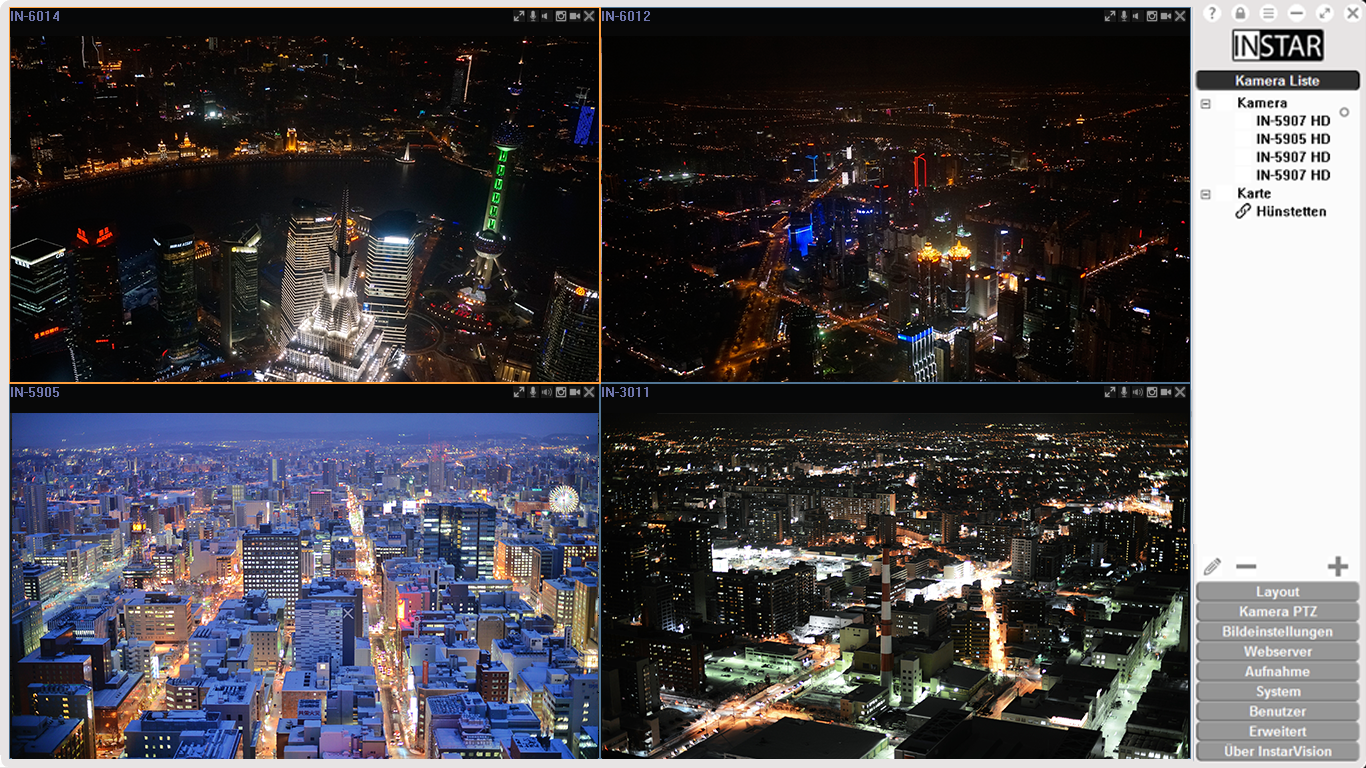 IN-6014
IN-6012
INSTAR
Kamera Liste
Kamera
IN-5907 HD
IN-5905 HD
IN-5907 HD
IN-5907 HD
Karte
Hünstetten
IN-5905
IN-3011
Layout
Kamera PTZ
Bildeinstellungen
Webserver
Aufnahme
System
Benutzer
Erweitert
Über InstarVision